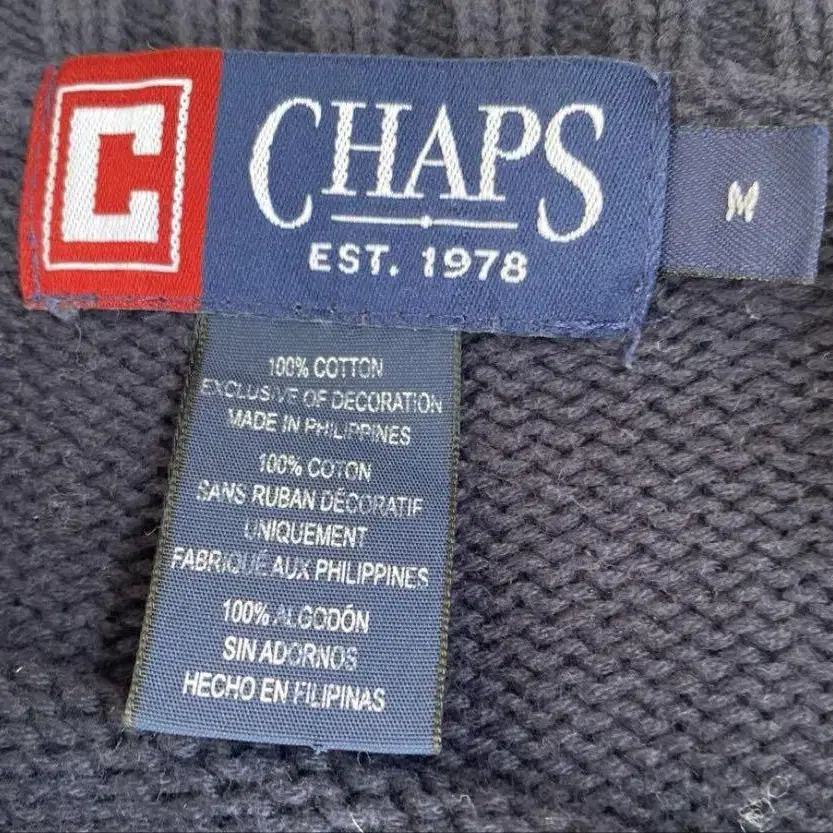 C
CHAPS
EST. 1978
M
100% COTTON
EXCLUSIVE OF DECORATION
MADE IN PHILIPPINES
100% COTON
SANS RUBAN DÉCORATIF
UNIQUEMENT
FABRIQUÉ AUX PHILIPPINES
100% ALGODÓN
SIN ADORNOS
HECHO EN FILIPINAS